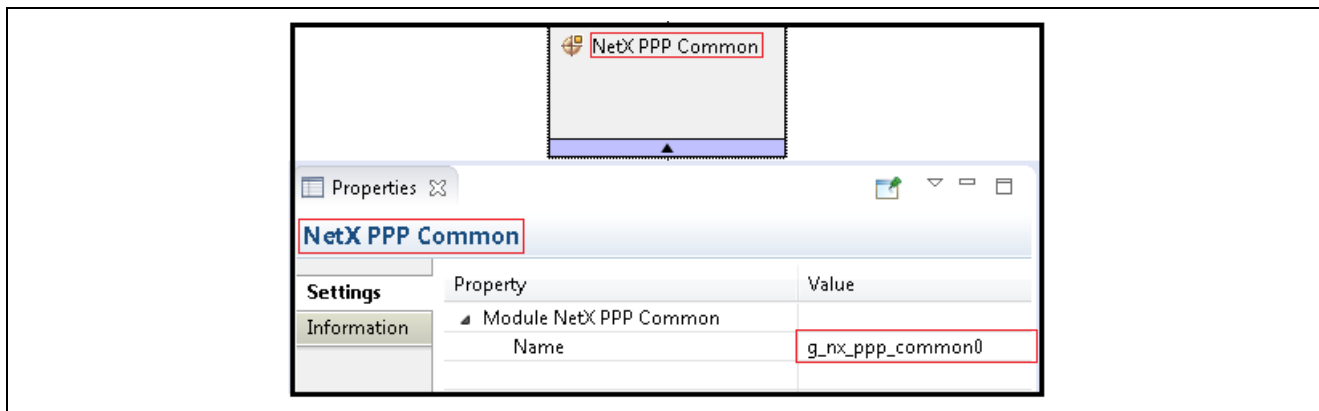 NetX PPP Common
Properties
NetX PPP Common
Settings
Information
Property Value
Module NetX PPP Common
Name g_nx_ppp_common0